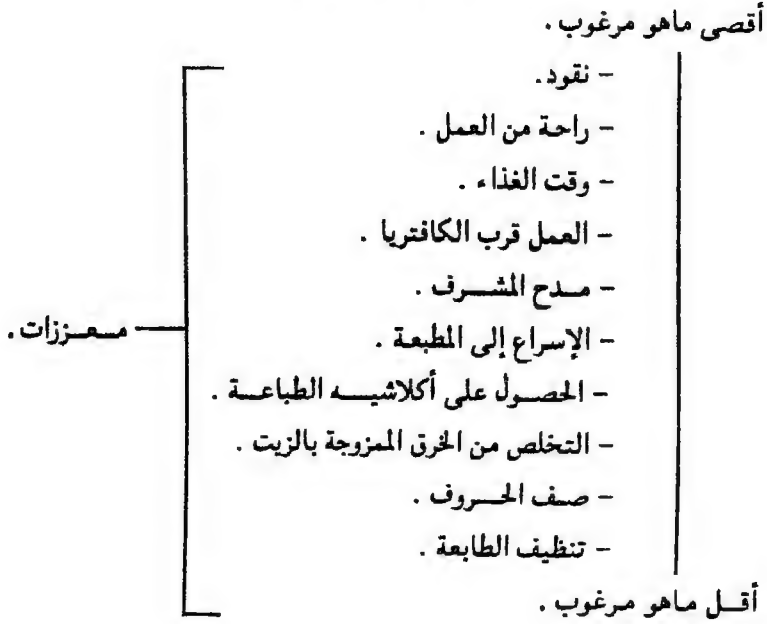 أقصى ماهو مرغوب .
- نقود.
- راحة من العمل .
- وقت الغذاء .
- العمل قرب الكافتريا .
- مدح المشرف .
- الإسراع إلى المطبعة .
- الحصول على أكلاشيه الطباعة .
- التخلص من الخرق الممزوجة بالزيت .
- صف الحروف .
- تنظيف الطابعة .
أقل ماهو مرغوب .
معززات .